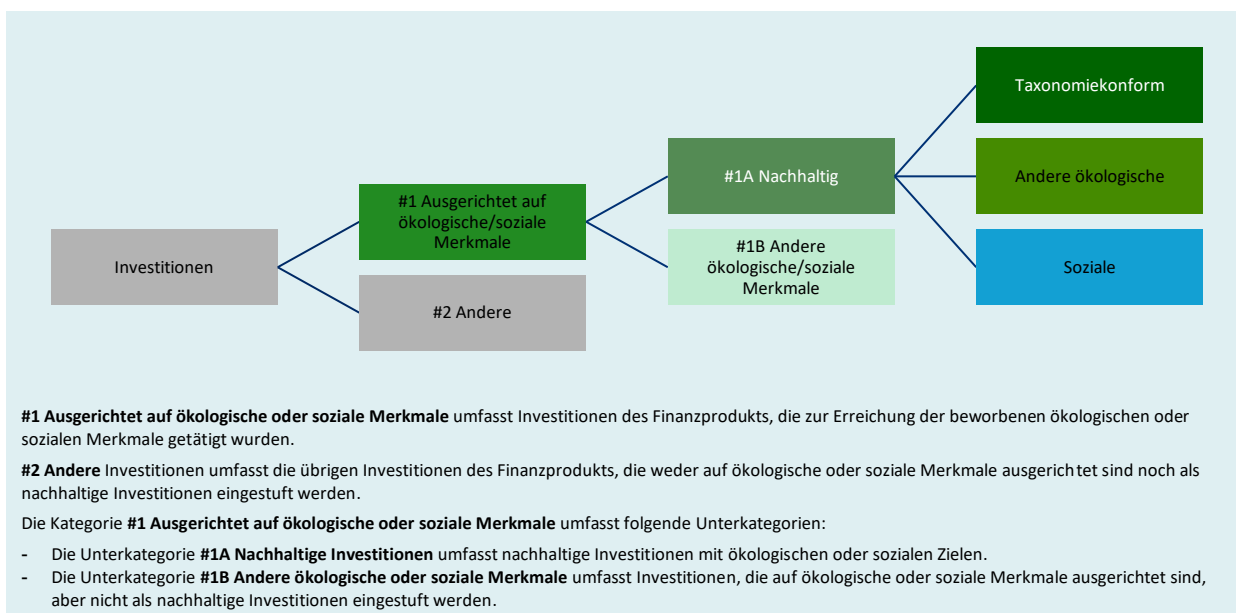 Taxonomiekonform
#1A Nachhaltig
Andere ökologische
#1 Ausgerichtet auf
ökologische/soziale
Merkmale
Investitionen
#1B Andere
ökologische/soziale
Merkmale
Soziale
#2 Andere
#1 Ausgerichtet auf ökologische oder soziale Merkmale umfasst Investitionen des Finanzprodukts, die zur Erreichung der beworbenen ökologischen oder
sozialen Merkmale getätigt wurden.
#2 Andere Investitionen umfasst die übrigen Investitionen des Finanzprodukts, die weder auf ökologische oder soziale Merkmale ausgerichtet sind noch als
nachhaltige Investitionen eingestuft werden.
Die Kategorie #1 Ausgerichtet auf ökologische oder soziale Merkmale umfasst folgende Unterkategorien:
- Die Unterkategorie #1A Nachhaltige Investitionen umfasst nachhaltige Investitionen mit ökologischen oder sozialen Zielen.
- Die Unterkategorie #1B Andere ökologische oder soziale Merkmale umfasst Investitionen, die auf ökologische oder soziale Merkmale ausgerichtet sind,
aber nicht als nachhaltige Investitionen eingestuft werden.